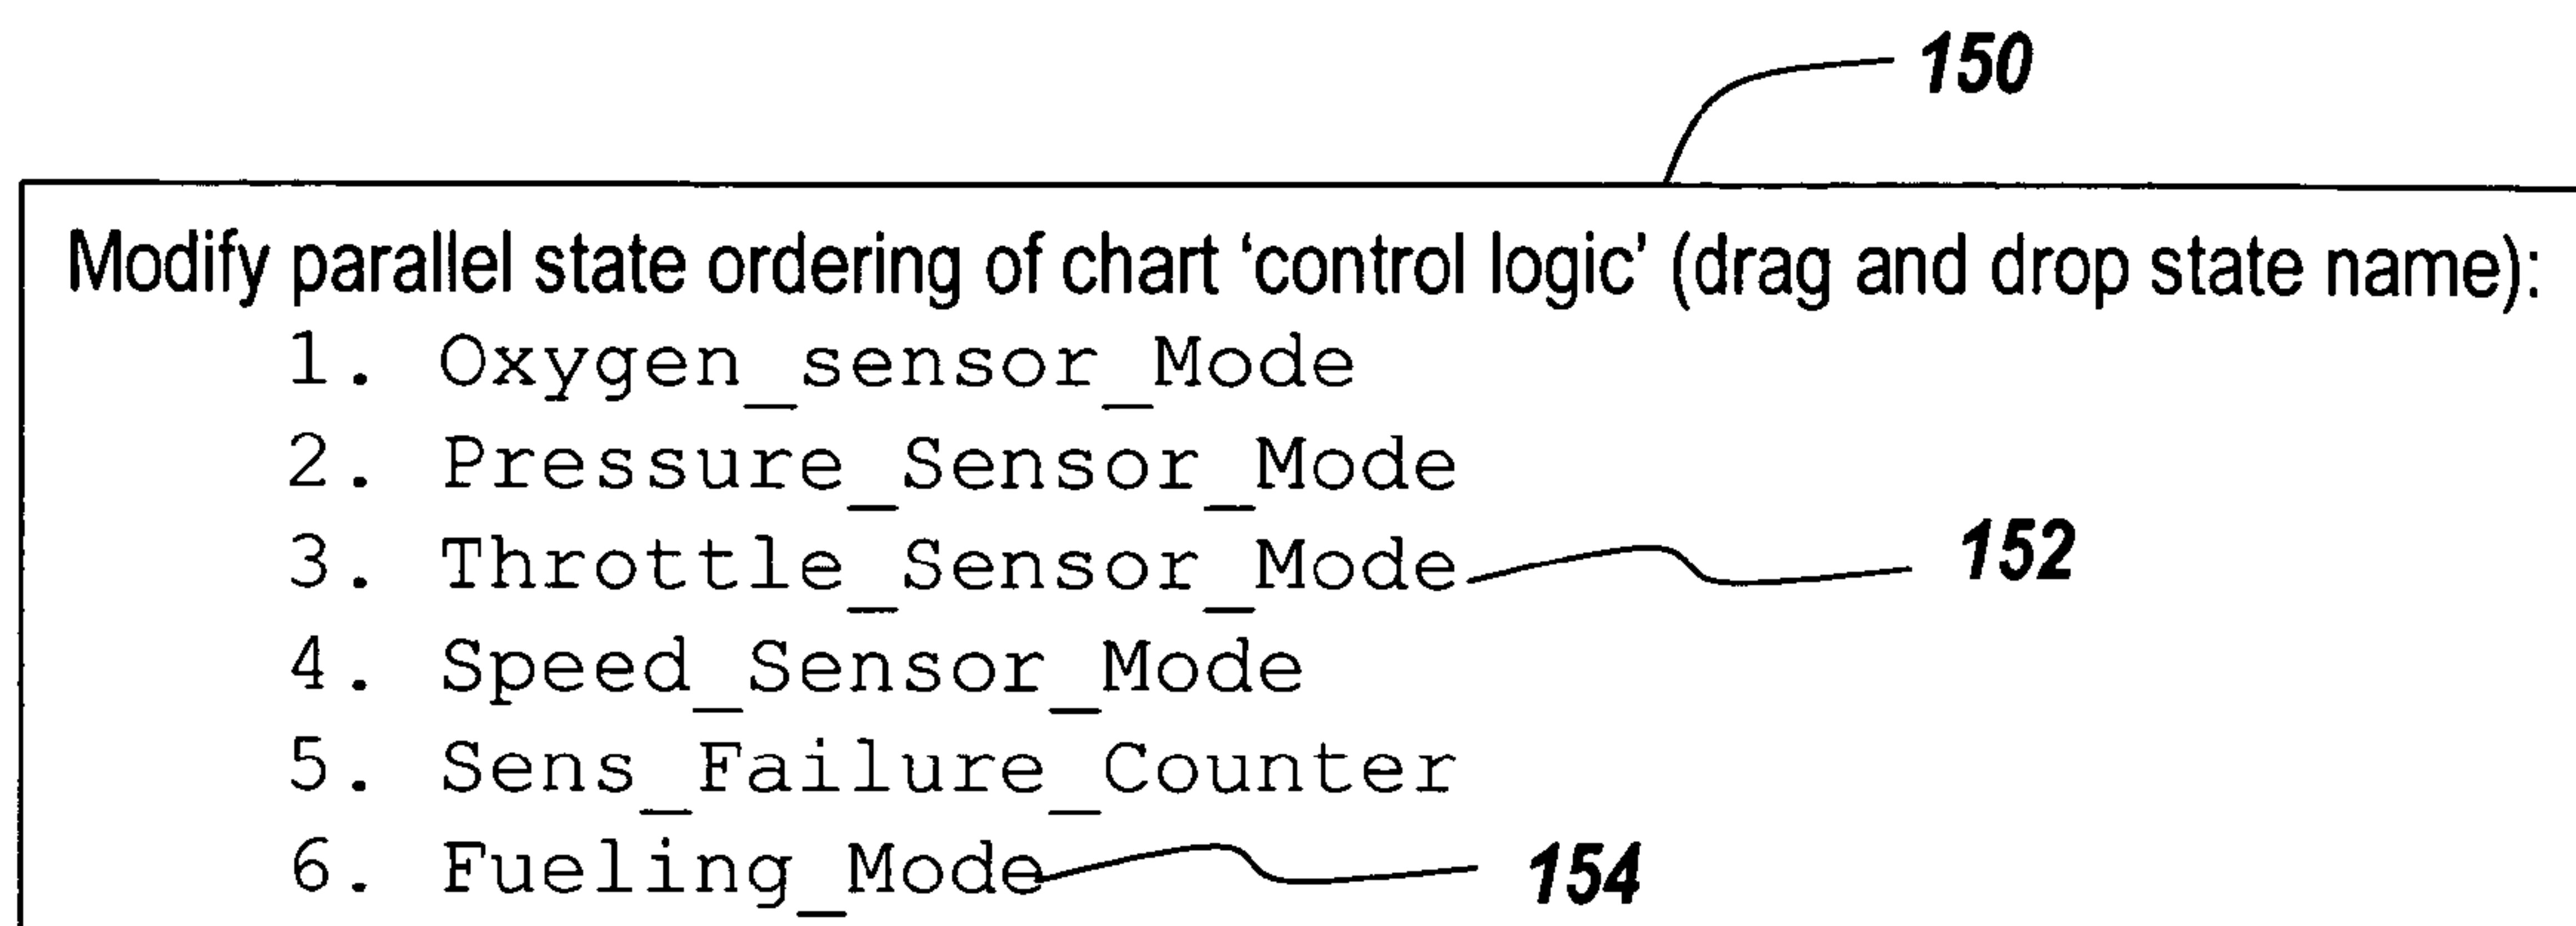 150
Modify parallel state ordering of chart ‘control logic’ (drag and drop state name):
1. Oxygen_sensor_Mode
2. Pressure_Sensor_Mode
3. Throttle_Sensor_Mode 152
4. Speed_Sensor_Mode
5. Sens_Failure_Counter
6. Fueling_Mode 154